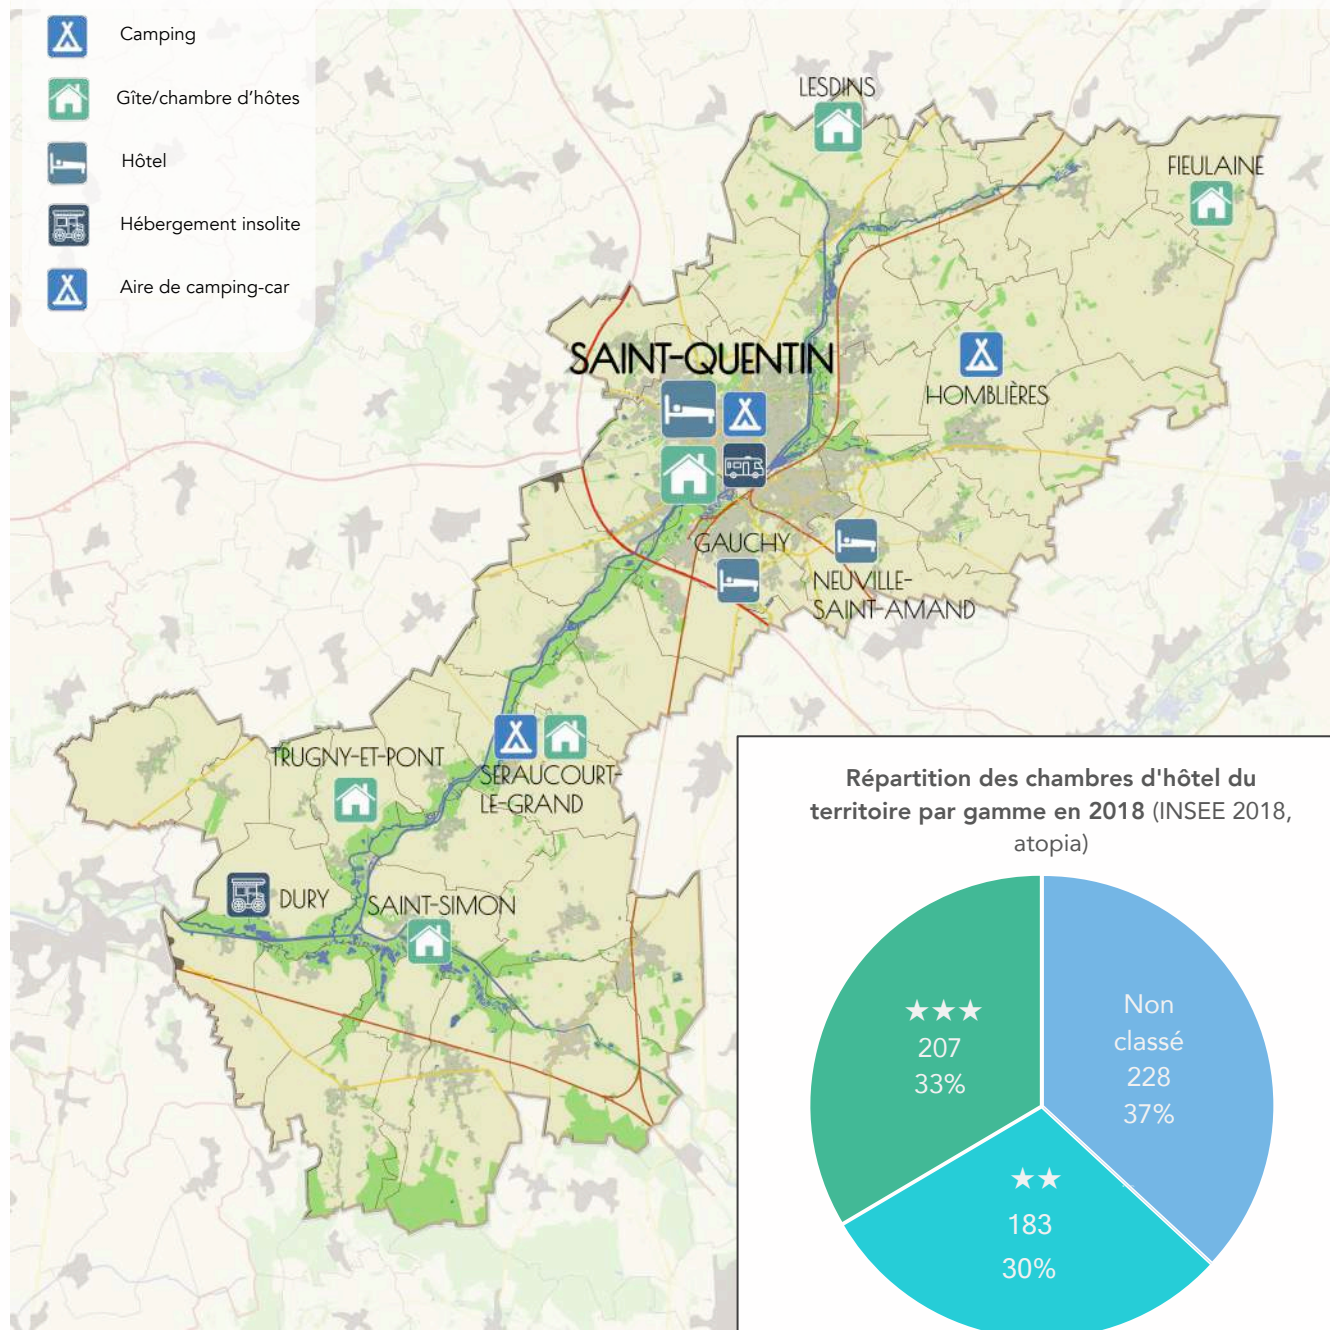 Camping
Gîte/chambre d'hôtes
Hôtel
Hébergement insolite
Aire de camping-car
LESDINS
FIEULAINE
SAINT-QUENTIN
HOMBLIÈRES
GAUCHY
NEUVILLE-
SAINT-AMAND
TRUGNY-ET-PONT
SERAUCOURT-
LE-GRAND
DURY
SAINT-SIMON
Répartition des chambres d'hôtel du
territoire par gamme en 2018 (INSEE 2018,
atopia)
★★★
207
33%
Non
classé
228
37%
★★
183
30%